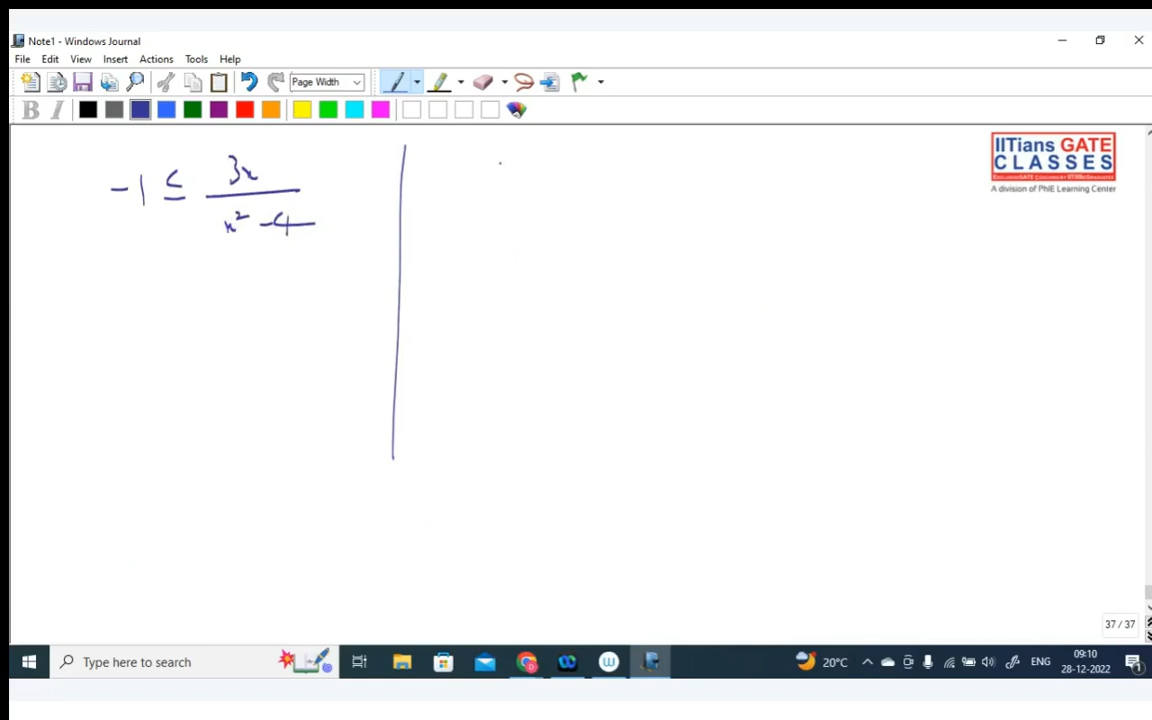 Note1 - Windows Journal
File Edit View Insert Actions Tools Help
Page Width
B I
-1 ≤ 3x / x² - 4
IITians GATE
CLASSES
A division of PhIE Learning Center
37 / 37
Type here to search
20°C
ENG
09:10
28-12-2022
1